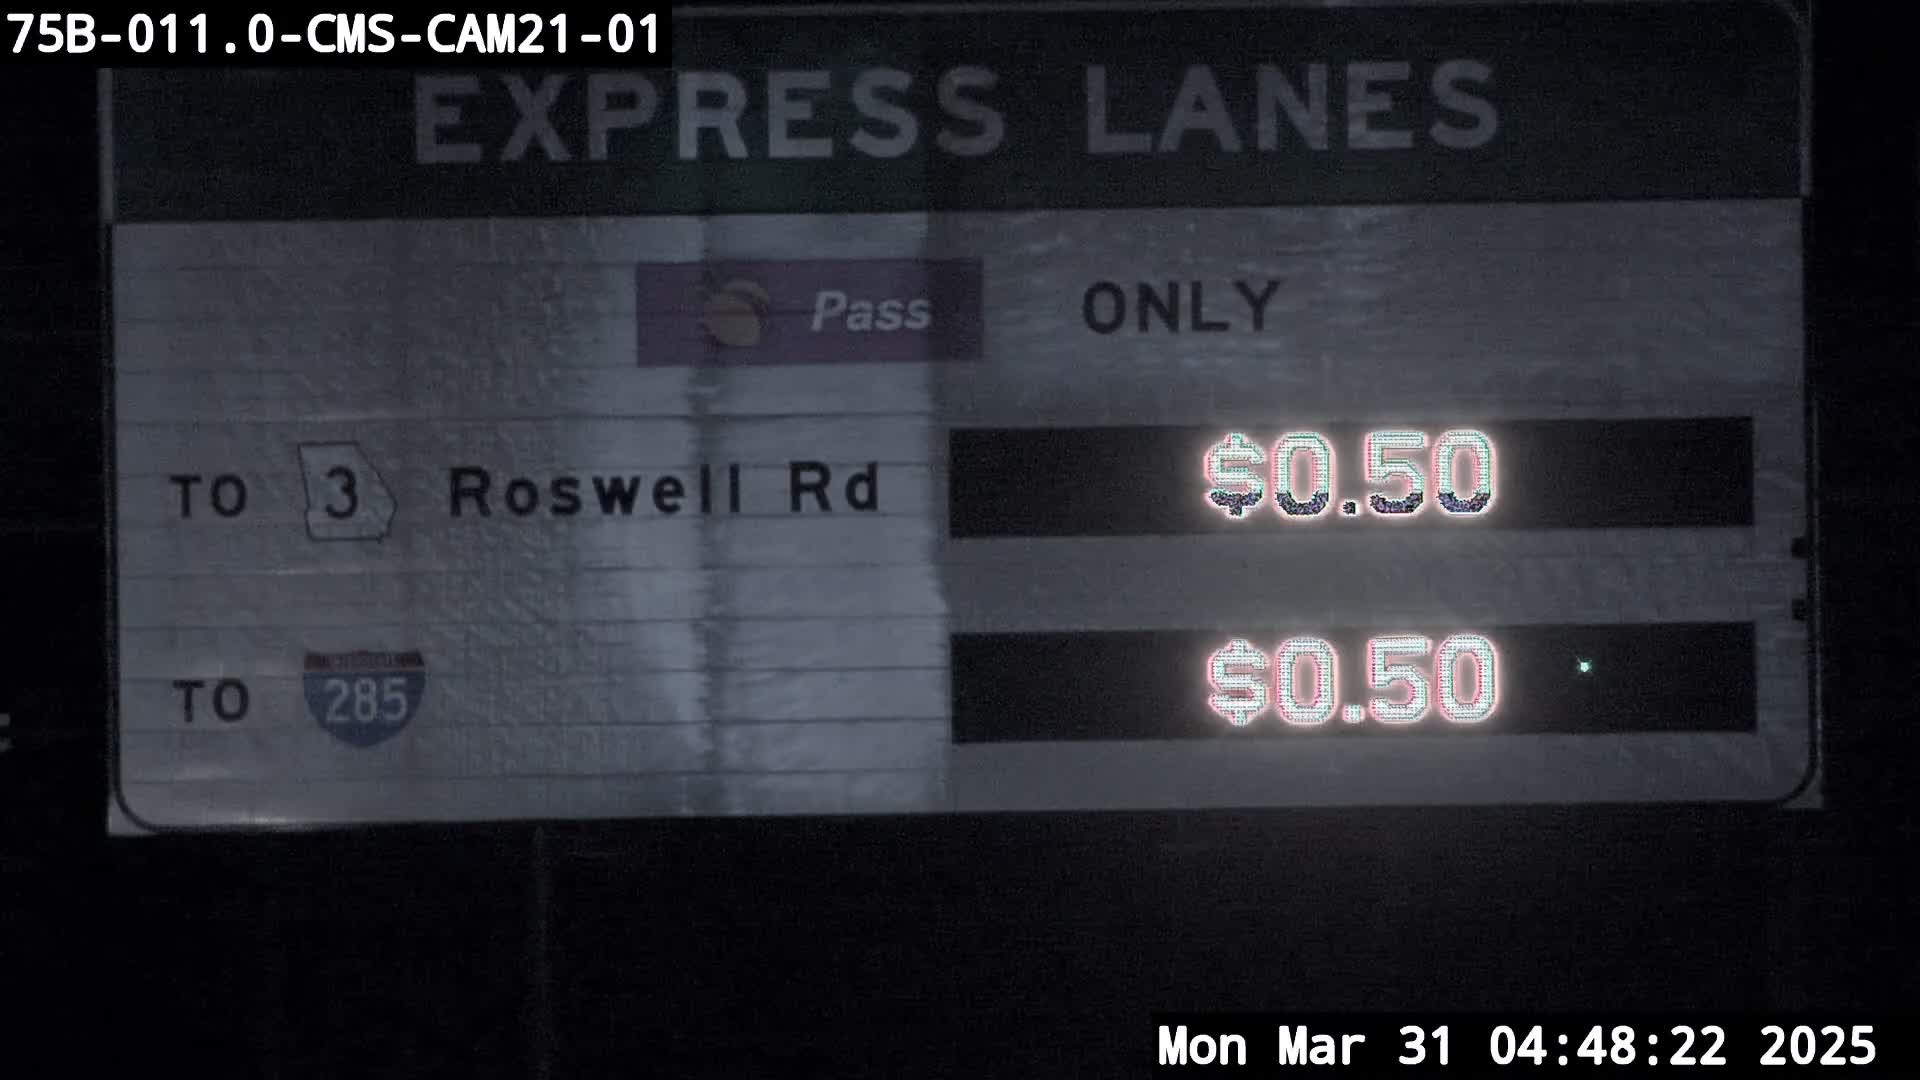 75B-011.0-CMS-CAM21-01
EXPRESS LANES
Pass ONLY
TO 3 Roswell Rd $0.50
TO 285 $0.50
Mon Mar 31 04:48:22 2025